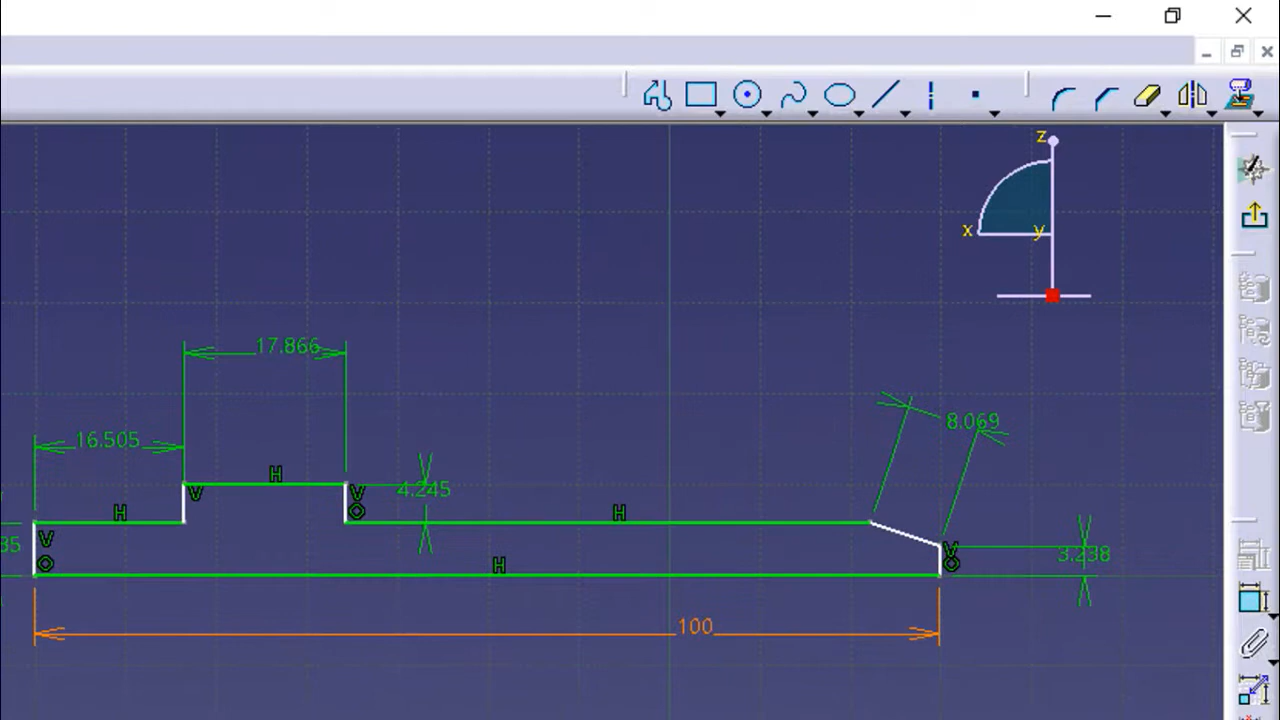 z
x y
17.866
8.069
16.505
H
V V 4.245
H H
V V
35 3.238
H
100